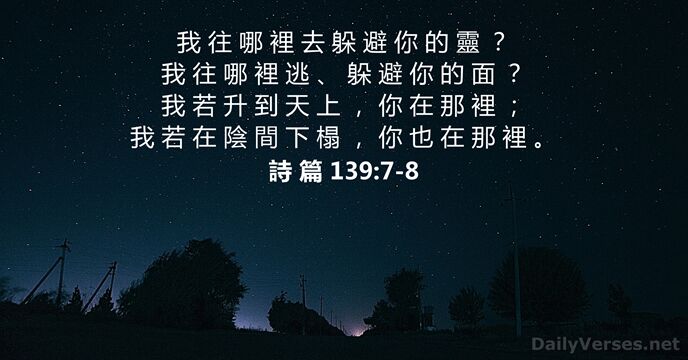 我往哪裡去躲避你的靈？
我往哪裡逃、躲避你的面？
我若升到天上，你在那裡；
我若在陰間下榻，你也在那裡。
詩篇 139:7-8
DailyVerses.net